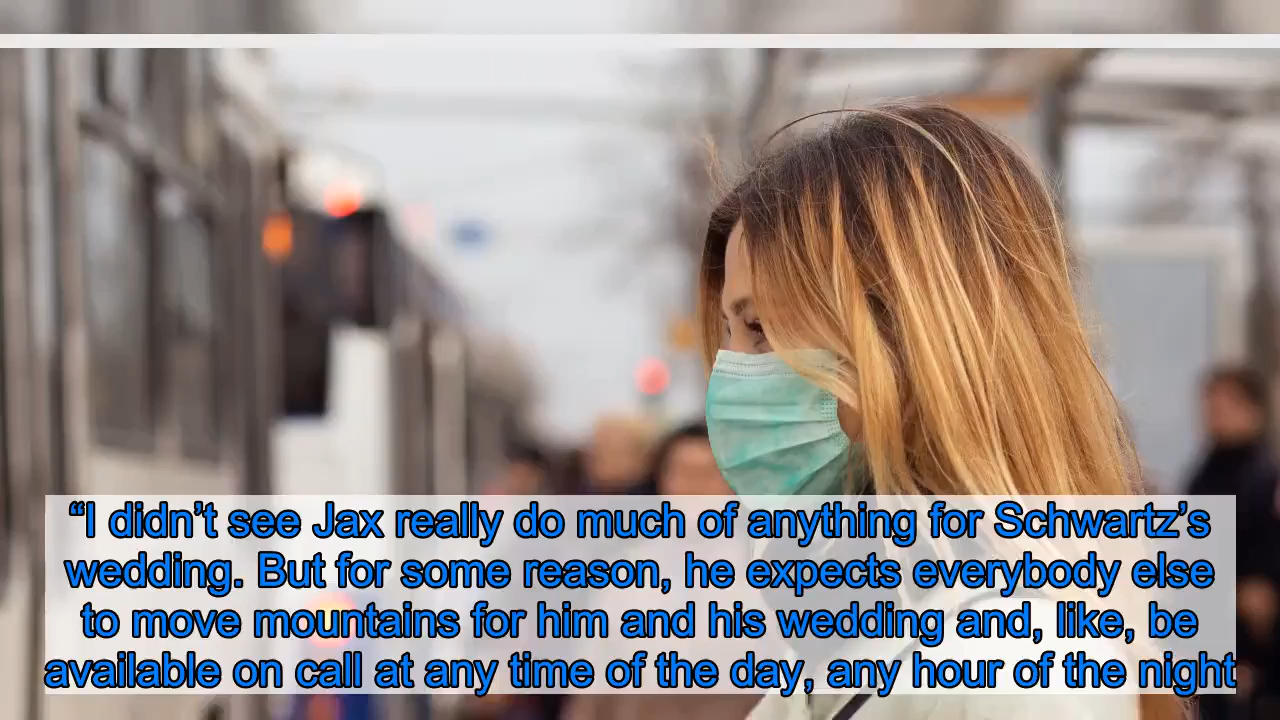 “I didn’t see Jax really do much of anything for Schwartz’s
wedding. But for some reason, he expects everybody else
to move mountains for him and his wedding and, like, be
available on call at any time of the day, any hour of the night